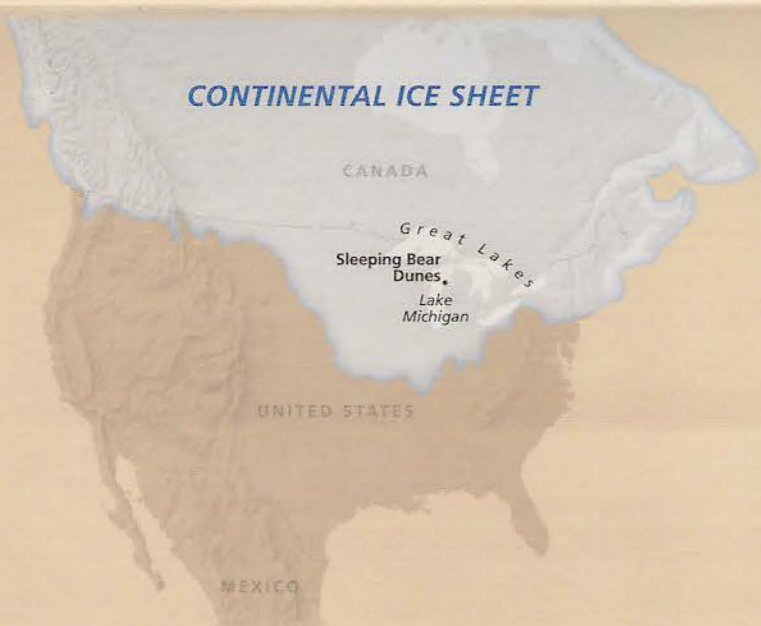 CONTINENTAL ICE SHEET
CANADA
Great Lakes
Sleeping Bear
Dunes
Lake
Michigan
UNITED STATES
MEXICO